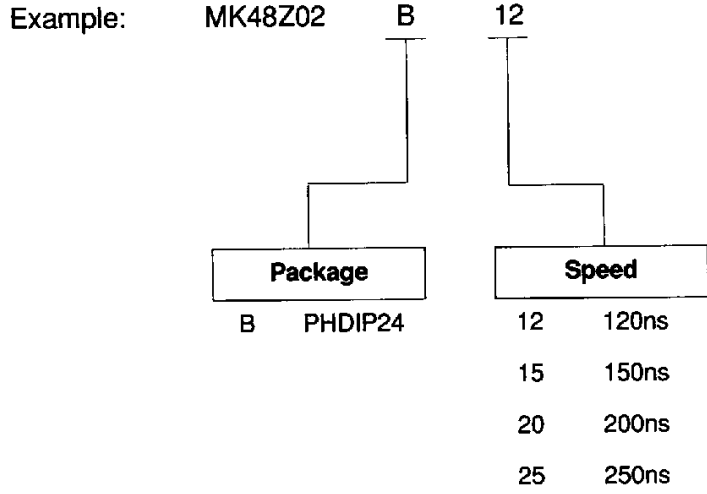 Example: MK48Z02 B 12
Package Speed
B PHDIP24 12 120ns
15 150ns
20 200ns
25 250ns